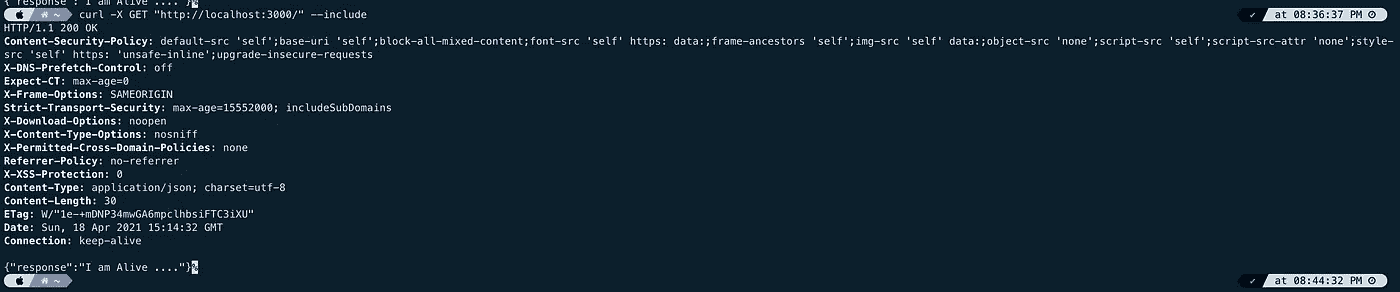 {"response":"I am Alive ...."}%
~ curl -X GET "http://localhost:3000/" --include ✓ at 08:36:37 PM
HTTP/1.1 200 OK
Content-Security-Policy: default-src 'self';base-uri 'self';block-all-mixed-content;font-src 'self' https: data:;frame-ancestors 'self';img-src 'self' data:;object-src 'none';script-src 'self';script-src-attr 'none';style-
src 'self' https: 'unsafe-inline';upgrade-insecure-requests
X-DNS-Prefetch-Control: off
Expect-CT: max-age=0
X-Frame-Options: SAMEORIGIN
Strict-Transport-Security: max-age=15552000; includeSubDomains
X-Download-Options: noopen
X-Content-Type-Options: nosniff
X-Permitted-Cross-Domain-Policies: none
Referrer-Policy: no-referrer
X-XSS-Protection: 0
Content-Type: application/json; charset=utf-8
Content-Length: 30
ETag: W/"1e-+mDNP34mwGA6mpclhbsiFTC3iXU"
Date: Sun, 18 Apr 2021 15:14:32 GMT
Connection: keep-alive
{"response":"I am Alive ...."}%
~ ✓ at 08:44:32 PM